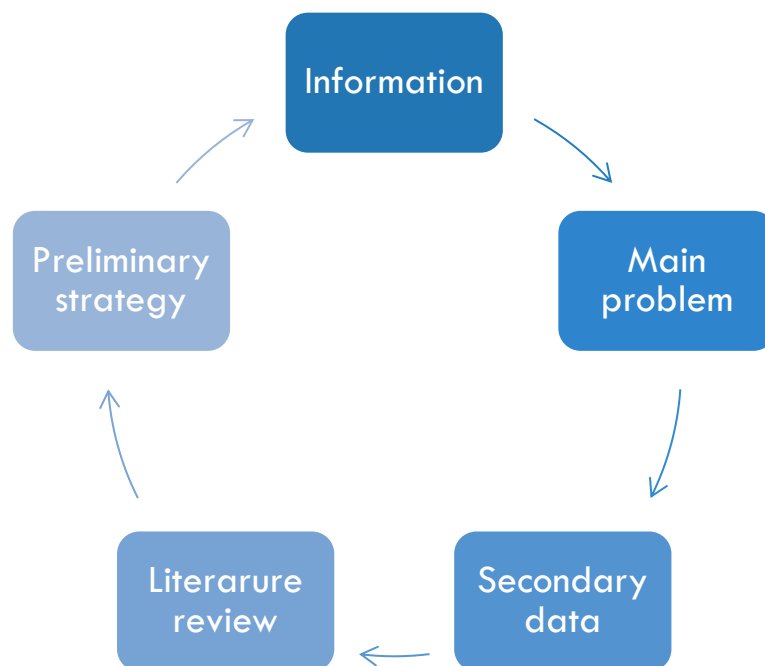 Information
Main
problem
Secondary
data
Literarure
review
Preliminary
strategy